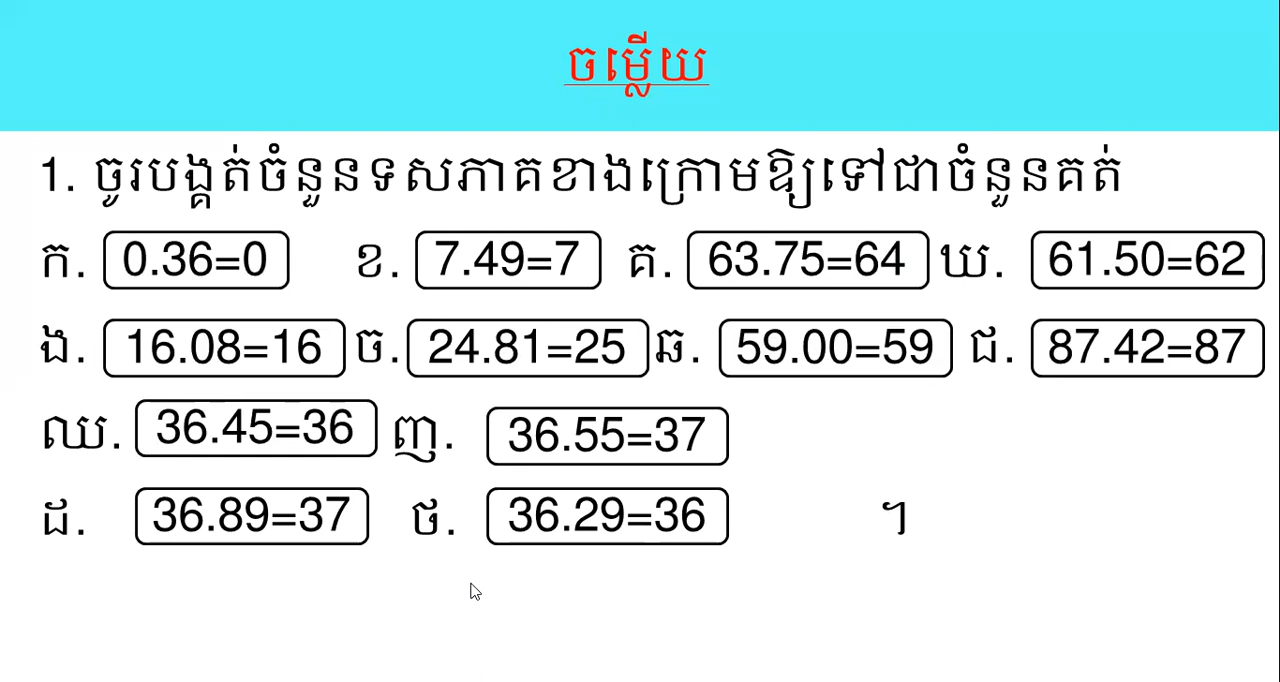 ចម្លើយ
1. ចូរបង្គត់ចំនួនទសភាគខាងក្រោមឱ្យទៅជាចំនួនគត់
ក. 0.36=0 ខ. 7.49=7 គ. 63.75=64 ឃ. 61.50=62
ង. 16.08=16 ច. 24.81=25 ឆ. 59.00=59 ជ. 87.42=87
ឈ. 36.45=36 ញ. 36.55=37
ដ. 36.89=37 ថ. 36.29=36 ។